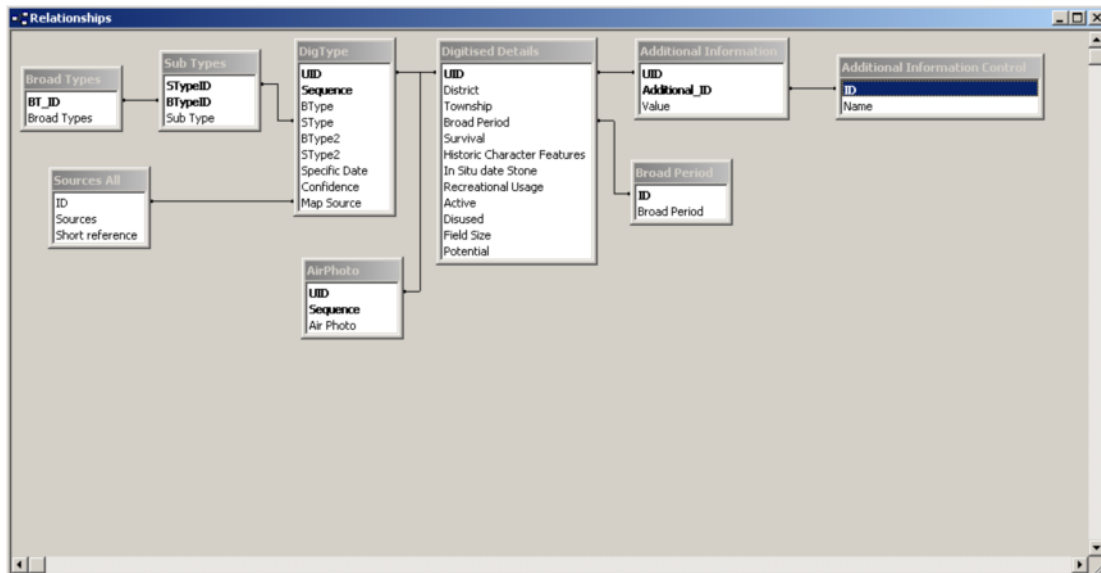 Relationships
Broad Types
BT_ID
Broad Types
Sub Types
STypeID
BTypeID
Sub Type
DigType
UID
Sequence
BType
SType
BType2
SType2
Specific Date
Confidence
Map Source
Digitised Details
UID
District
Township
Broad Period
Survival
Historic Character Features
In Situ date Stone
Recreational Usage
Active
Disused
Field Size
Potential
Additional Information
UID
Additional_ID
Value
Additional Information Control
ID
Name
Sources All
ID
Sources
Short reference
Broad Period
ID
Broad Period
AirPhoto
UID
Sequence
Air Photo